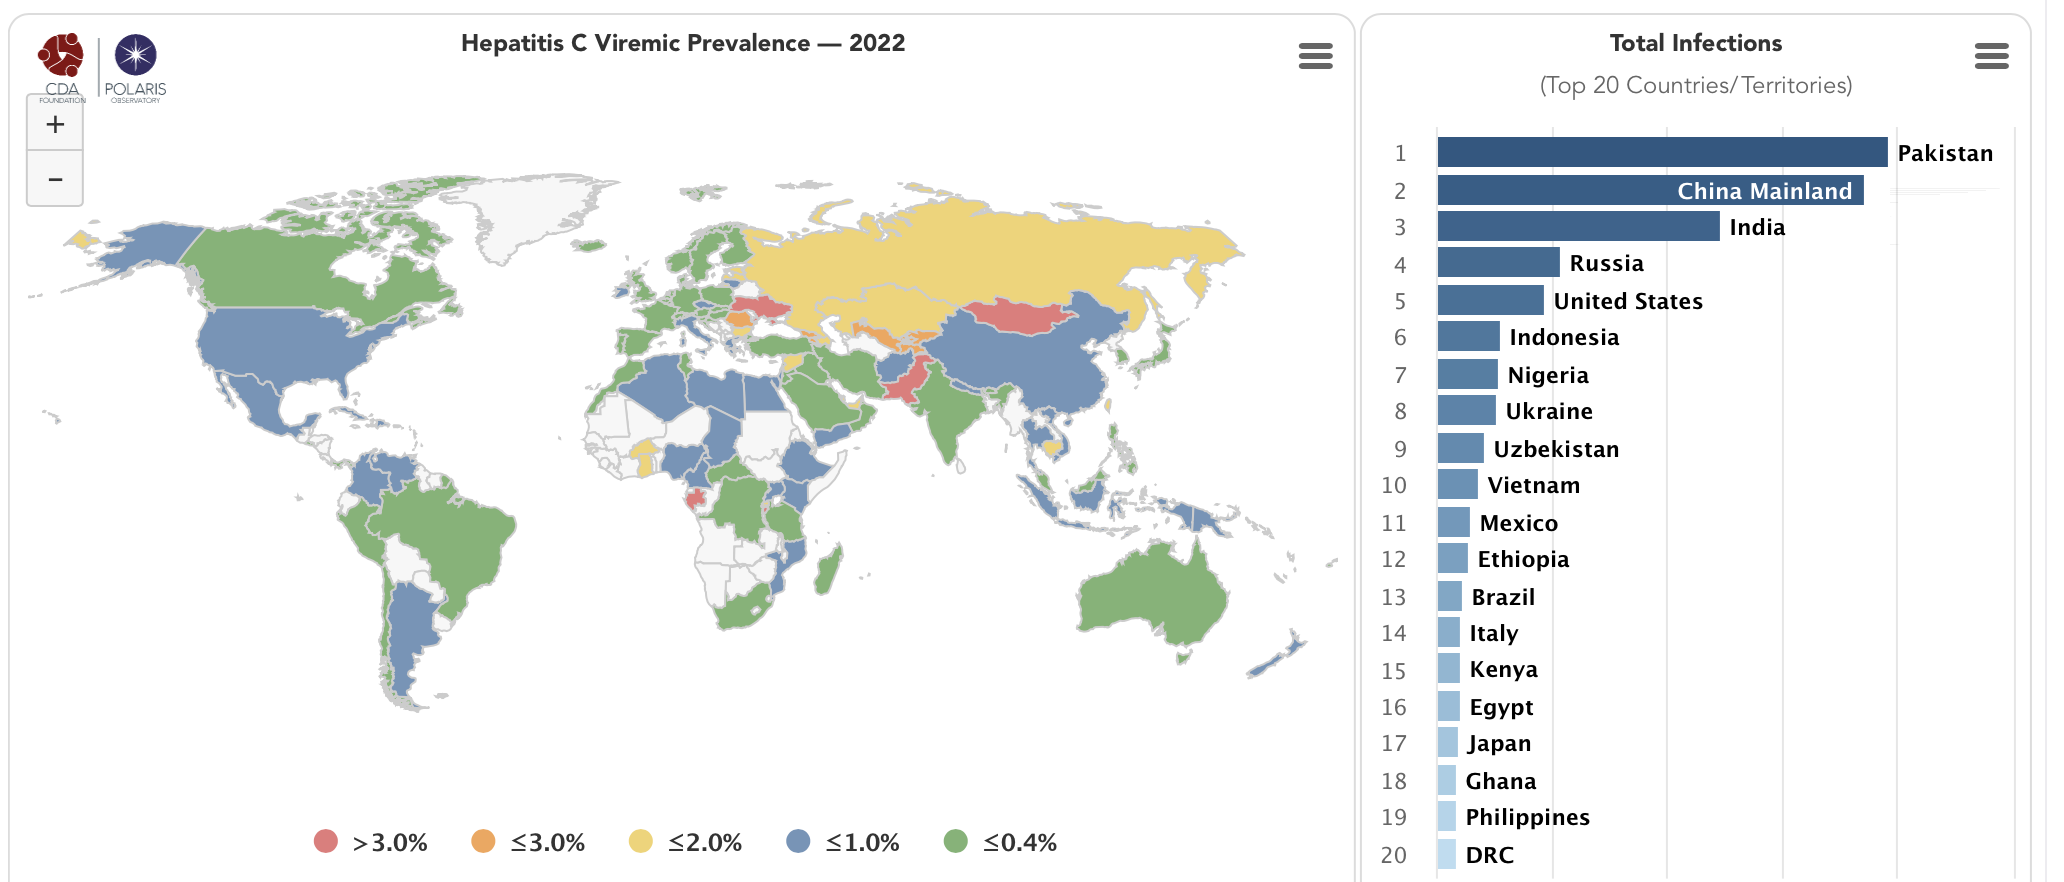 Hepatitis C Viremic Prevalence — 2022
CDA
FOUNDATION
POLARIS
OBSERVATORY
+
−
>3.0%
≤3.0%
≤2.0%
≤1.0%
≤0.4%
Total Infections
(Top 20 Countries/Territories)
1 Pakistan
2 China Mainland
3 India
4 Russia
5 United States
6 Indonesia
7 Nigeria
8 Ukraine
9 Uzbekistan
10 Vietnam
11 Mexico
12 Ethiopia
13 Brazil
14 Italy
15 Kenya
16 Egypt
17 Japan
18 Ghana
19 Philippines
20 DRC